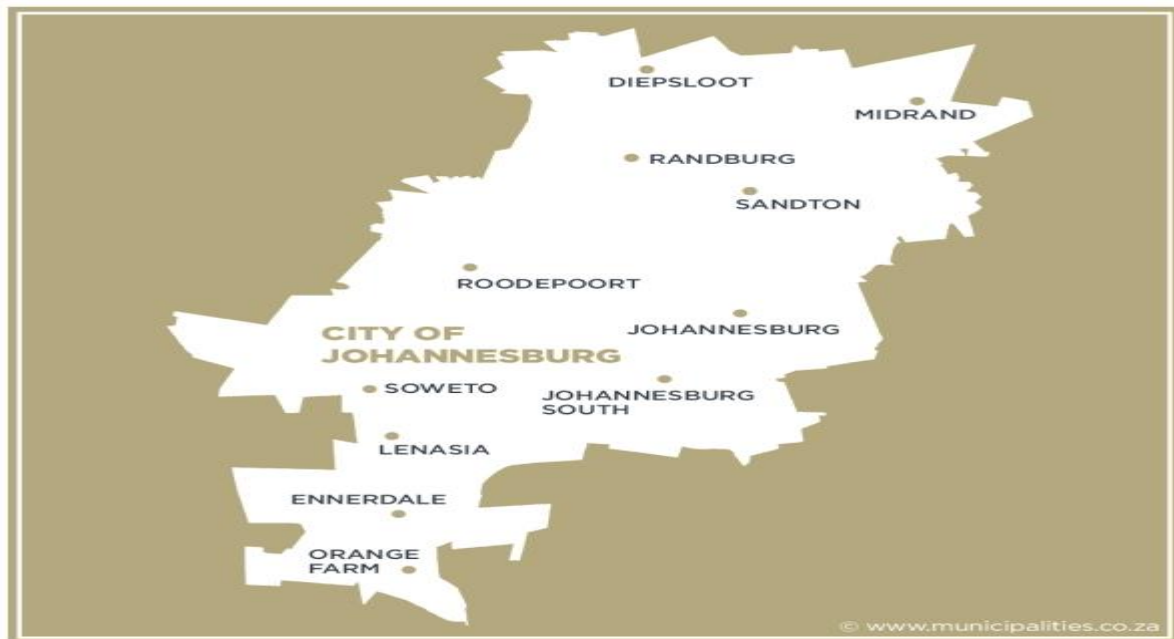 DIEPSLOOT
MIDRAND
RANDBURG
SANDTON
ROODEPOORT
JOHANNESBURG
CITY OF
JOHANNESBURG
SOWETO
JOHANNESBURG
SOUTH
LENASIA
ENNERDALE
ORANGE
FARM
© www.municipalities.co.za